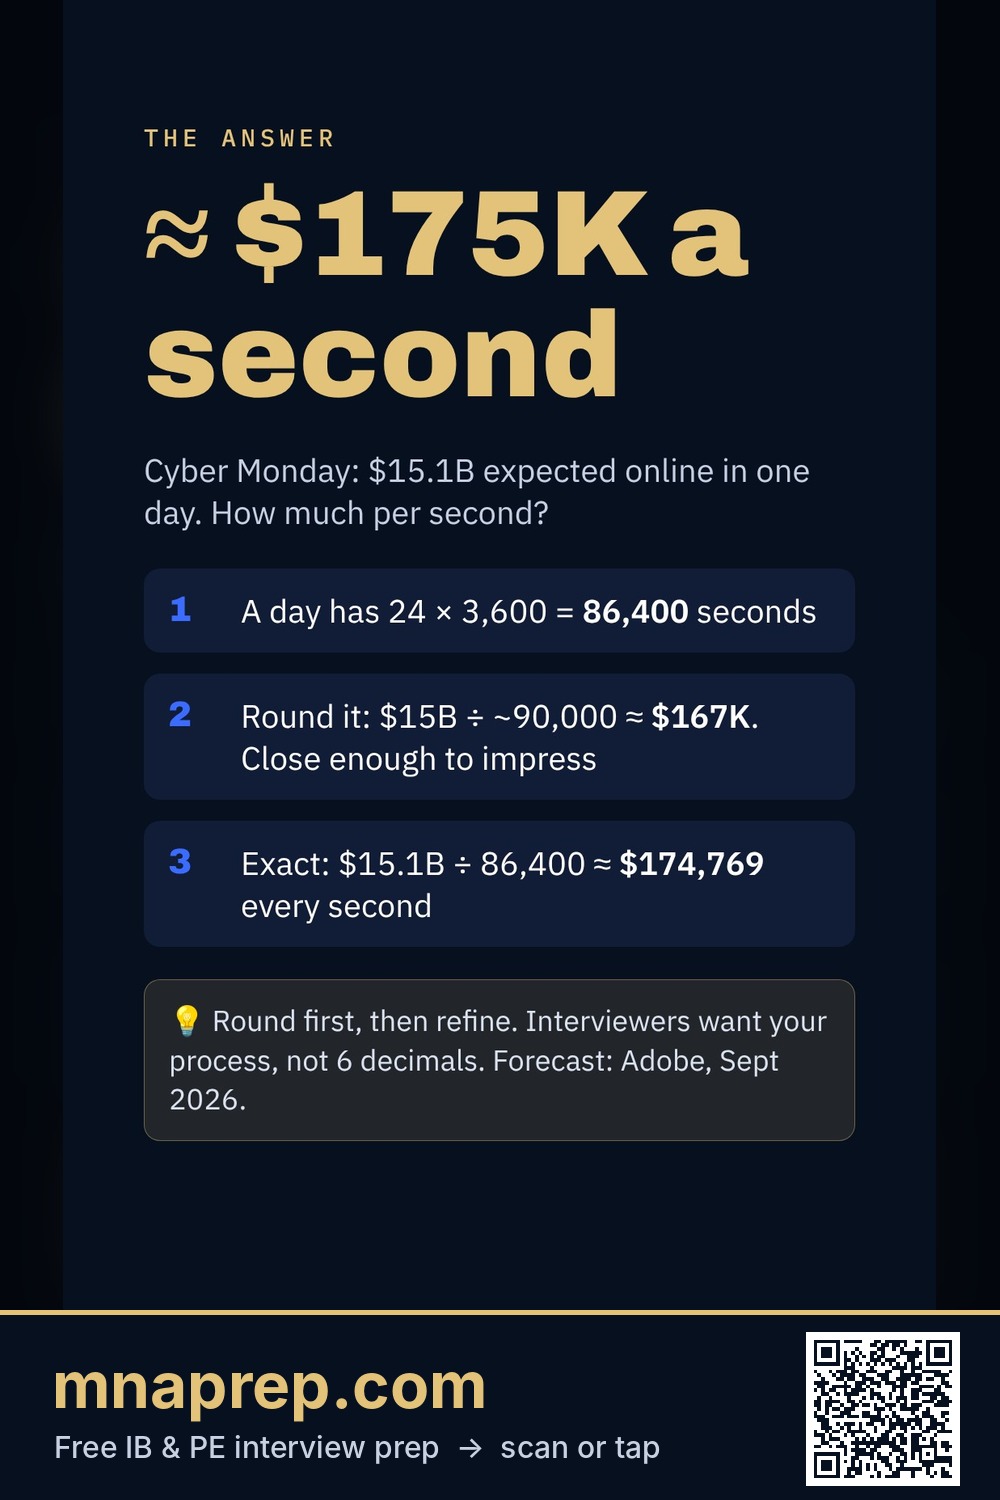 THE ANSWER
≈ $175K a
second
Cyber Monday: $15.1B expected online in one
day. How much per second?
1 A day has 24 × 3,600 = 86,400 seconds
2 Round it: $15B ÷ ~90,000 ≈ $167K.
Close enough to impress
3 Exact: $15.1B ÷ 86,400 ≈ $174,769
every second
💡 Round first, then refine. Interviewers want your
process, not 6 decimals. Forecast: Adobe, Sept
2026.
mnaprep.com
Free IB & PE interview prep → scan or tap